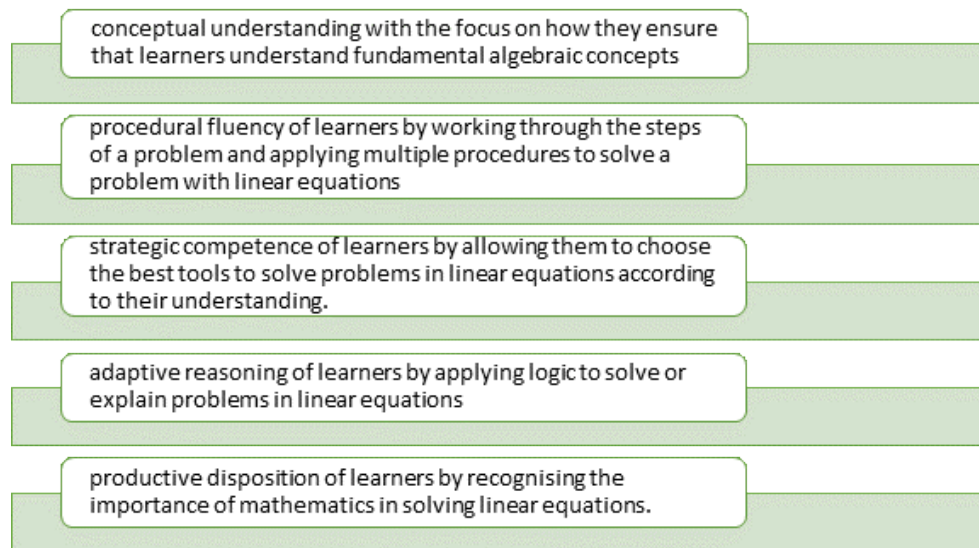 conceptual understanding with the focus on how they ensure
that learners understand fundamental algebraic concepts
procedural fluency of learners by working through the steps
of a problem and applying multiple procedures to solve a
problem with linear equations
strategic competence of learners by allowing them to choose
the best tools to solve problems in linear equations according
to their understanding.
adaptive reasoning of learners by applying logic to solve or
explain problems in linear equations
productive disposition of learners by recognising the
importance of mathematics in solving linear equations.